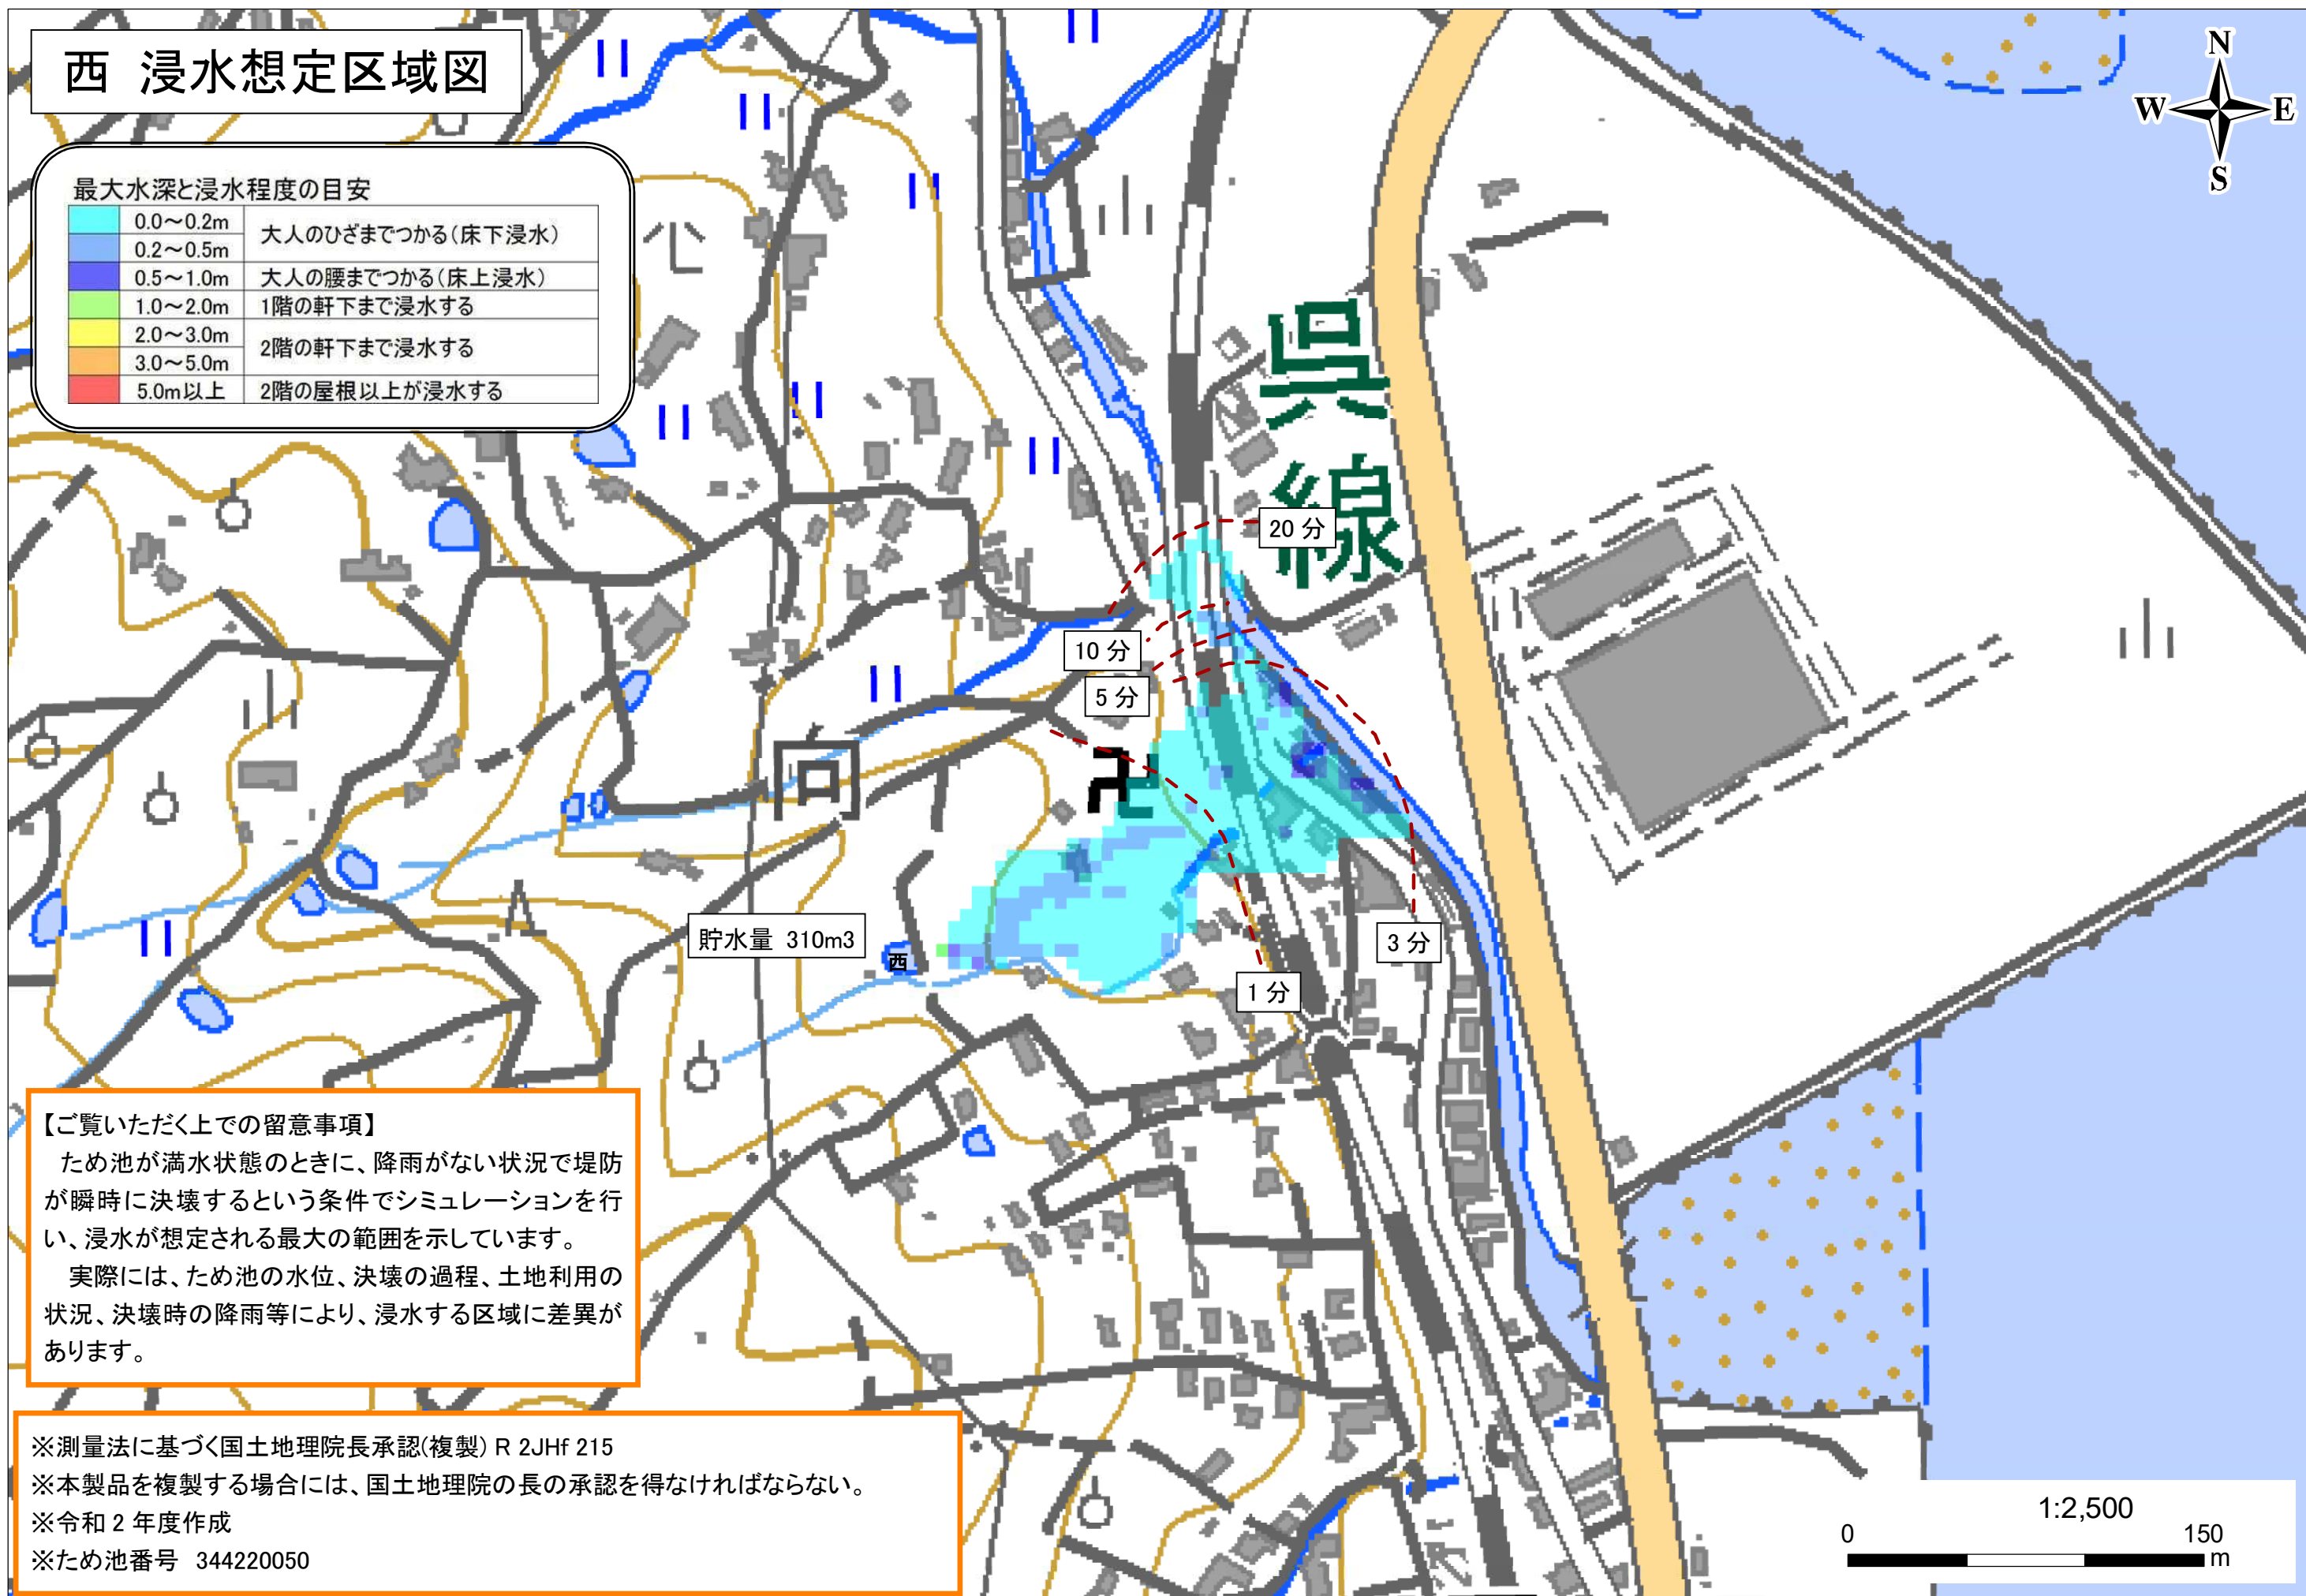 西 浸水想定区域図
N
W E
S
最大水深と浸水程度の目安
0.0～0.2m 大人のひざまでつかる(床下浸水)
0.2～0.5m
0.5～1.0m 大人の腰までつかる(床上浸水)
1.0～2.0m 1階の軒下まで浸水する
2.0～3.0m 2階の軒下まで浸水する
3.0～5.0m
5.0m以上 2階の屋根以上が浸水する
呉線
20 分
10 分
5 分
貯水量 310m3
西
3 分
1 分
【ご覧いただく上での留意事項】
ため池が満水状態のときに、降雨がない状況で堤防
が瞬時に決壊するという条件でシミュレーションを行
い、浸水が想定される最大の範囲を示しています。
実際には、ため池の水位、決壊の過程、土地利用の
状況、決壊時の降雨等により、浸水する区域に差異が
あります。
※測量法に基づく国土地理院長承認(複製) R 2JHf 215
※本製品を複製する場合には、国土地理院の長の承認を得なければならない。
※令和 2 年度作成
※ため池番号 344220050
1:2,500
0 150
m